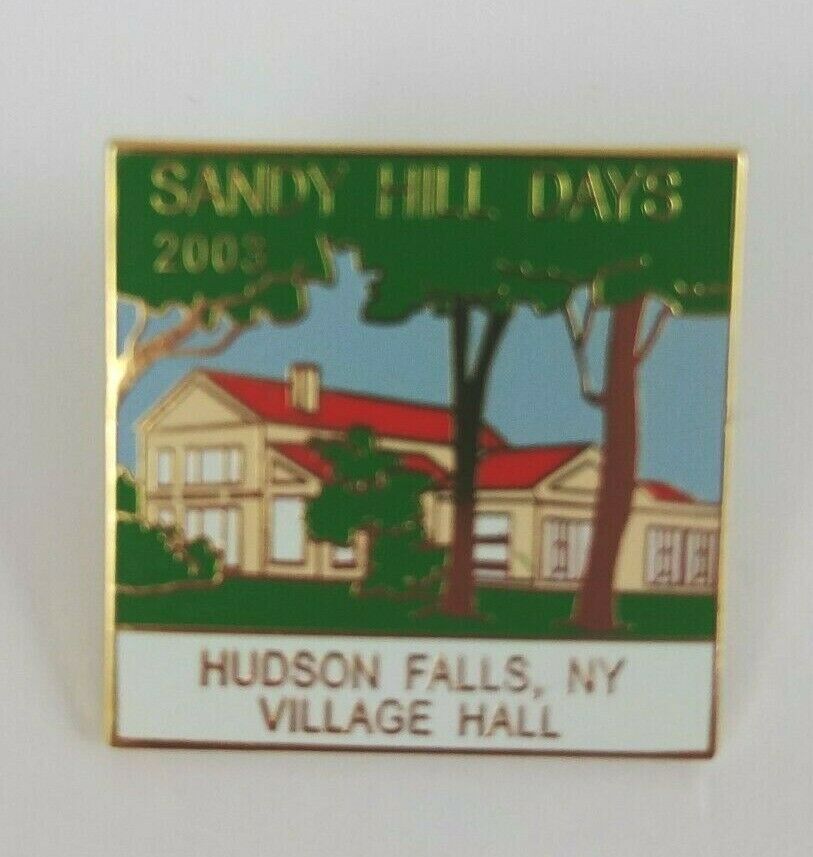 SANDY HILL DAYS
2003
HUDSON FALLS, NY
VILLAGE HALL